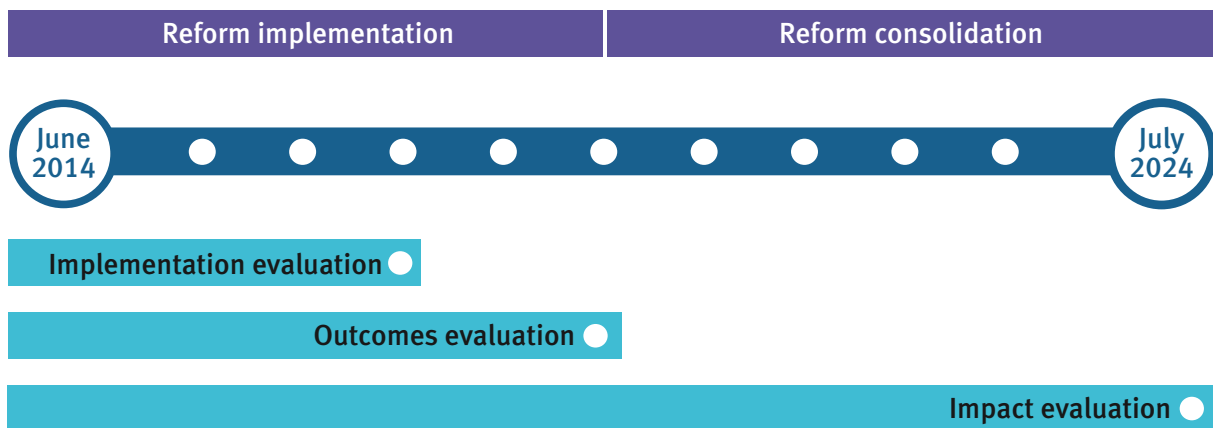 Reform implementation
Reform consolidation
June
2014
July
2024
Implementation evaluation
Outcomes evaluation
Impact evaluation